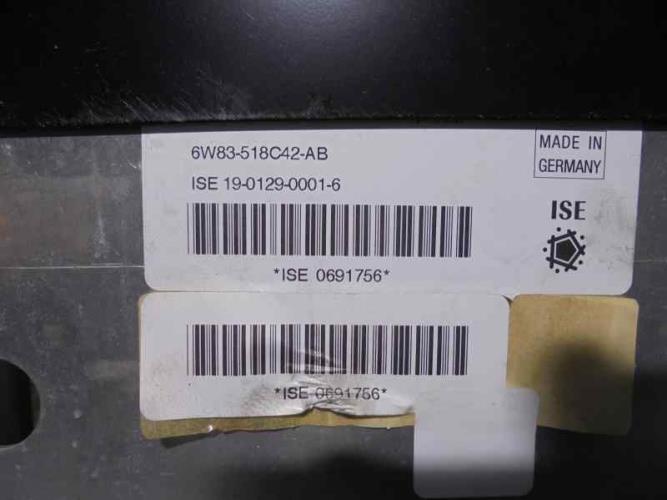 6W83-518C42-AB
MADE IN
GERMANY
ISE 19-0129-0001-6
ISE
*ISE 0691756*
*ISE 0691756*